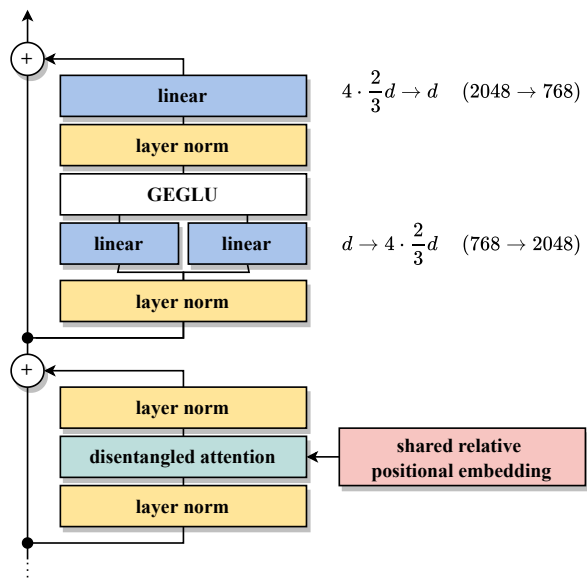 +
linear
4 · 2/3 d → d (2048 → 768)
layer norm
GEGLU
linear linear
d → 4 · 2/3 d (768 → 2048)
layer norm
+
layer norm
disentangled attention
shared relative
positional embedding
layer norm